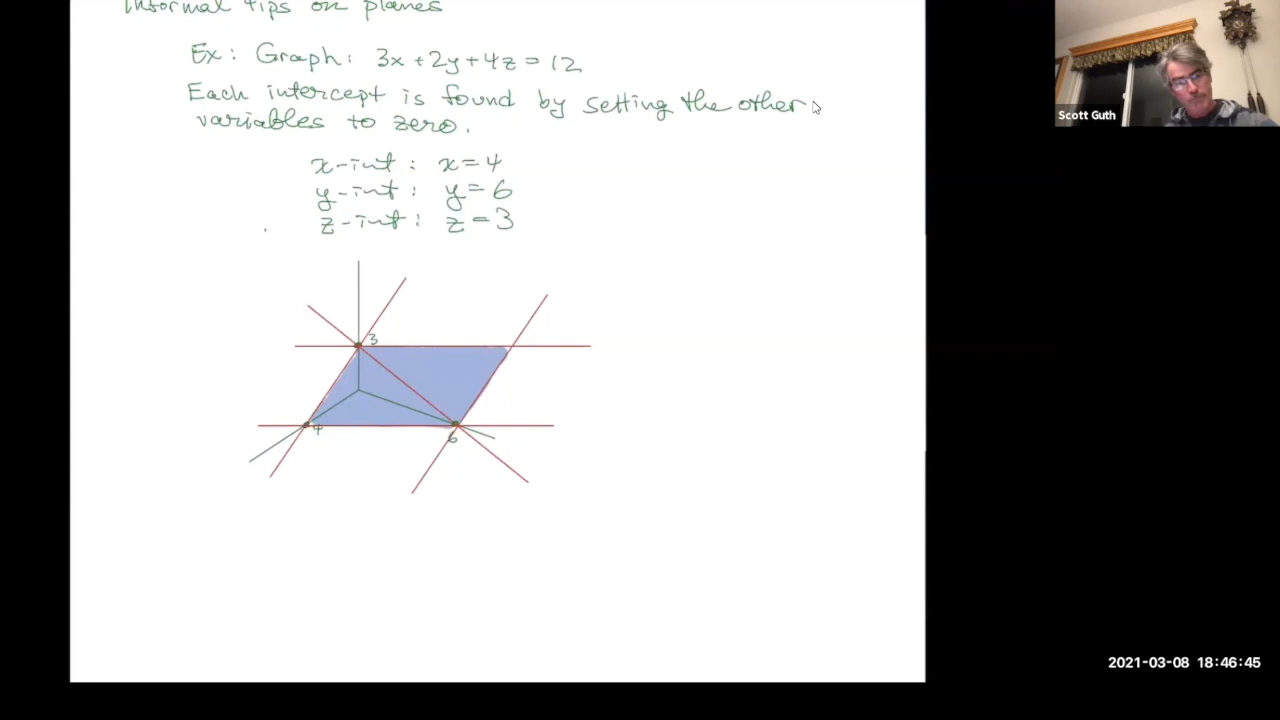 Informal tips on planes
Ex: Graph: 3x + 2y + 4z = 12
Each intercept is found by setting the other
variables to zero.
x-int: x = 4
y-int: y = 6
z-int: z = 3
3
4
6
Scott Guth
2021-03-08 18:46:45